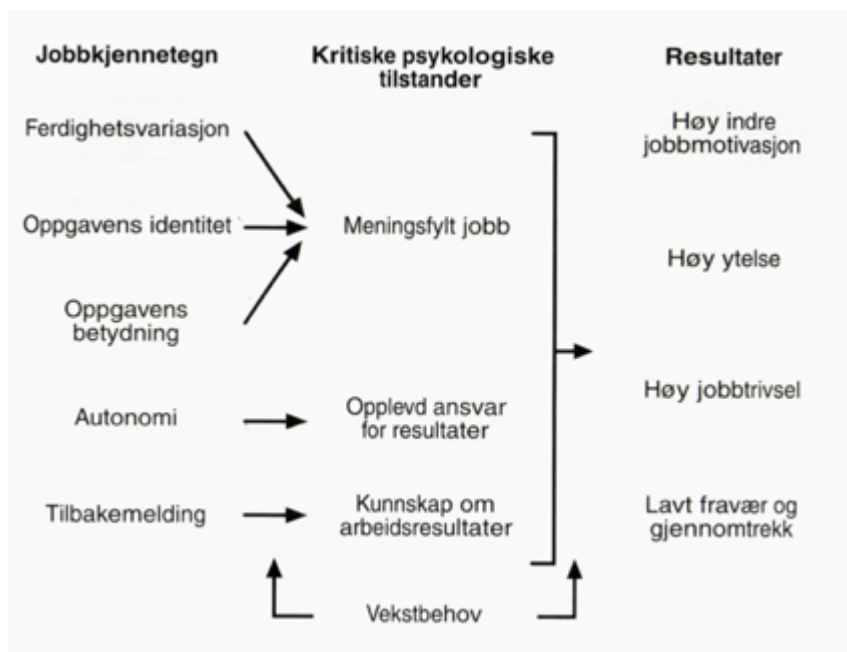 Jobbkjennetegn
Kritiske psykologiske
tilstander
Resultater
Ferdighetsvariasjon
Høy indre
jobbmotivasjon
Oppgavens identitet
Meningsfylt jobb
Høy ytelse
Oppgavens
betydning
Høy jobbtrivsel
Autonomi
Opplevd ansvar
for resultater
Tilbakemelding
Kunnskap om
arbeidsresultater
Lavt fravær og
gjennomtrekk
Vekstbehov